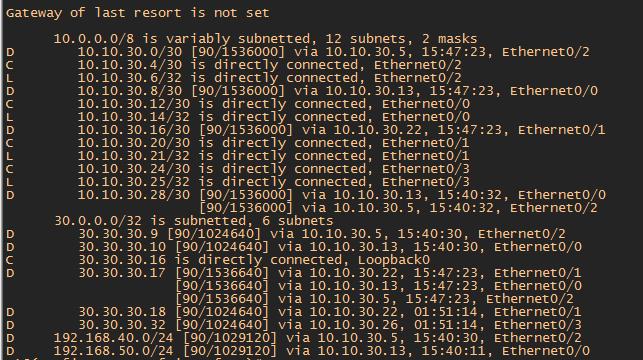 Gateway of last resort is not set
10.0.0.0/8 is variably subnetted, 12 subnets, 2 masks
D 10.10.30.0/30 [90/1536000] via 10.10.30.5, 15:47:23, Ethernet0/2
C 10.10.30.4/30 is directly connected, Ethernet0/2
L 10.10.30.6/32 is directly connected, Ethernet0/2
D 10.10.30.8/30 [90/1536000] via 10.10.30.13, 15:47:23, Ethernet0/0
C 10.10.30.12/30 is directly connected, Ethernet0/0
L 10.10.30.14/32 is directly connected, Ethernet0/0
D 10.10.30.16/30 [90/1536000] via 10.10.30.22, 15:47:23, Ethernet0/1
C 10.10.30.20/30 is directly connected, Ethernet0/1
L 10.10.30.21/32 is directly connected, Ethernet0/1
C 10.10.30.24/30 is directly connected, Ethernet0/3
L 10.10.30.25/32 is directly connected, Ethernet0/3
D 10.10.30.28/30 [90/1536000] via 10.10.30.13, 15:40:32, Ethernet0/0
[90/1536000] via 10.10.30.5, 15:40:32, Ethernet0/2
30.0.0.0/32 is subnetted, 6 subnets
D 30.30.30.9 [90/1024640] via 10.10.30.5, 15:40:30, Ethernet0/2
D 30.30.30.10 [90/1024640] via 10.10.30.13, 15:40:30, Ethernet0/0
C 30.30.30.16 is directly connected, Loopback0
D 30.30.30.17 [90/1536640] via 10.10.30.22, 15:47:23, Ethernet0/1
[90/1536640] via 10.10.30.13, 15:47:23, Ethernet0/0
[90/1536640] via 10.10.30.5, 15:47:23, Ethernet0/2
D 30.30.30.18 [90/1024640] via 10.10.30.22, 01:51:14, Ethernet0/1
D 30.30.30.32 [90/1024640] via 10.10.30.26, 01:51:14, Ethernet0/3
D 192.168.40.0/24 [90/1029120] via 10.10.30.5, 15:40:30, Ethernet0/2
D 192.168.50.0/24 [90/1029120] via 10.10.30.13, 15:40:11, Ethernet0/0